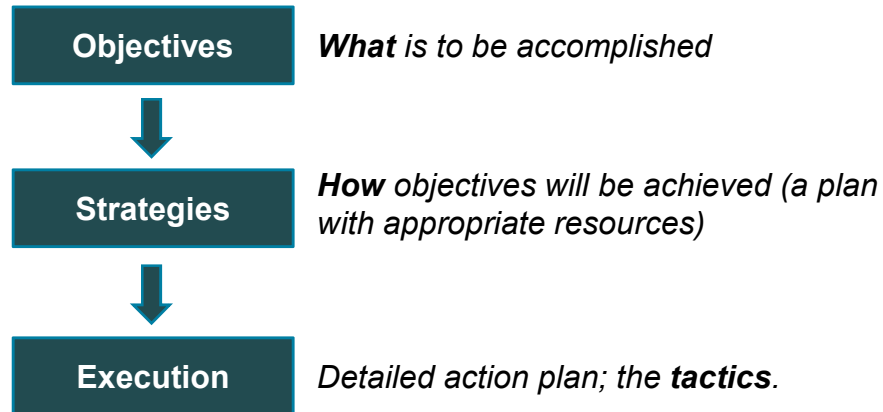 Objectives
What is to be accomplished
Strategies
How objectives will be achieved (a plan
with appropriate resources)
Execution
Detailed action plan; the tactics.